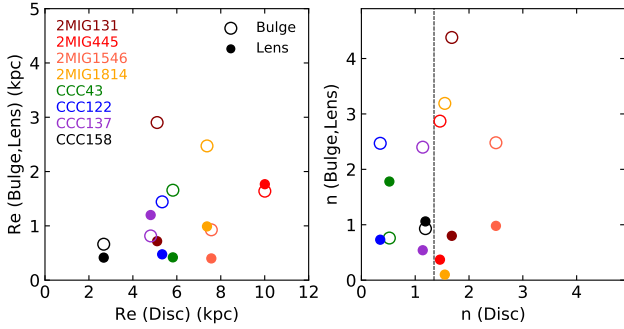 5
4
3
2
1
0
Re (Bulge,Lens) (kpc)
2MIG131
2MIG445
2MIG1546
2MIG1814
CCC43
CCC122
CCC137
CCC158
Bulge
Lens
0 2 4 6 8 10 12
Re (Disc) (kpc)
4
3
2
1
0
n (Bulge,Lens)
0 1 2 3 4
n (Disc)